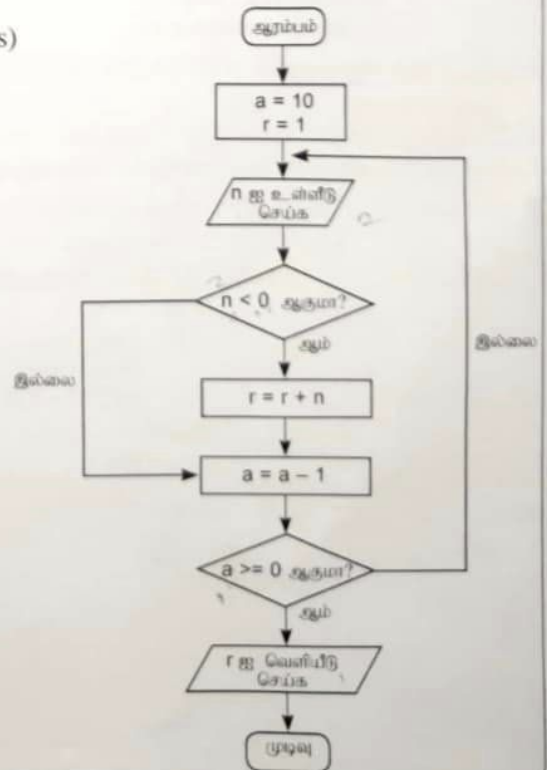 s)
ஆரம்பம்
a = 10
r = 1
n ஐ உள்ளீடு
செய்க
n < 0 ஆகுமா?
ஆம்
இல்லை
இல்லை
r = r + n
a = a – 1
a >= 0 ஆகுமா?
ஆம்
r ஐ வெளியீடு
செய்க
முடிவு